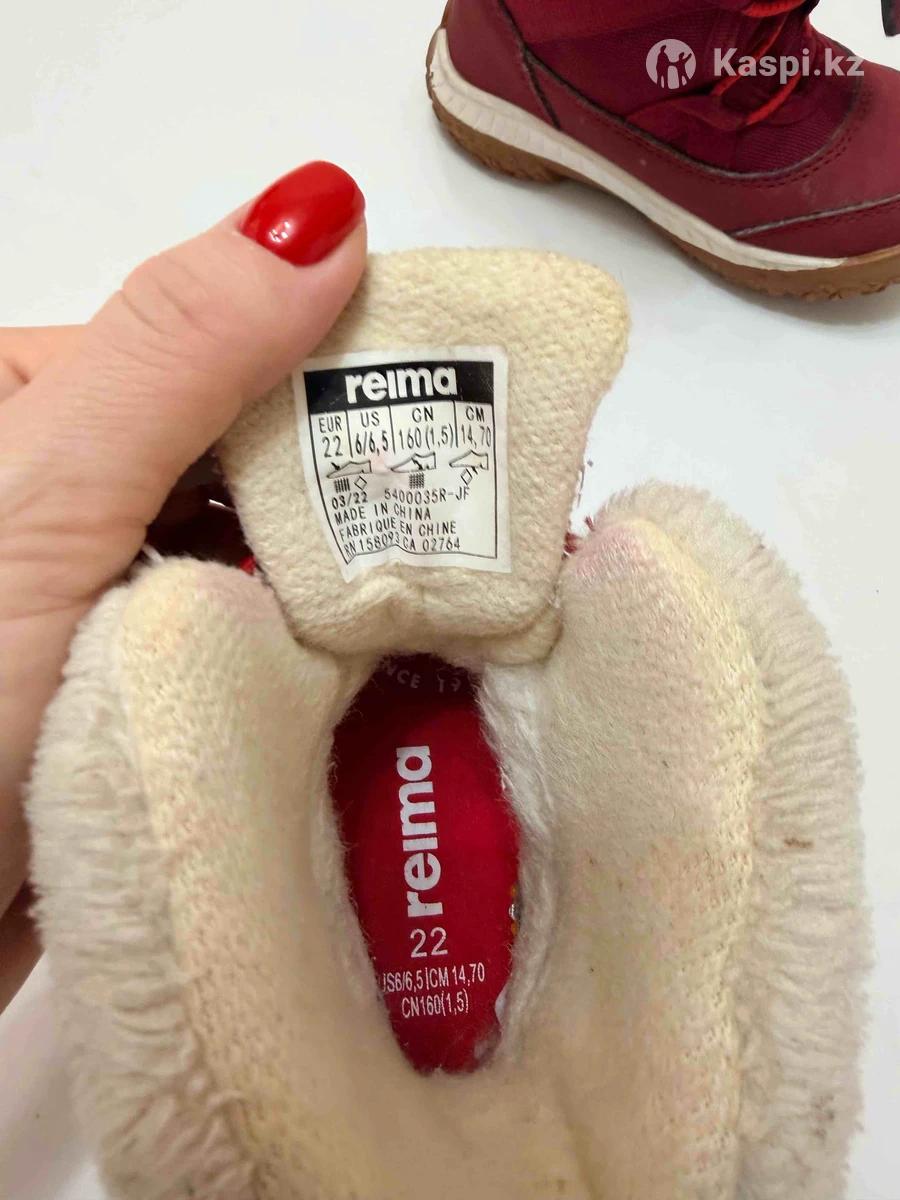 Kaspi.kz
reima
EUR US CN CM
22 6/6,5 160(1,5) 14,70
03/22 5400035R-JF
MADE IN CHINA
FABRIQUE EN CHINE
RN 158093 CA 02764
NCE 19
reima
22
US6/6,5|CM 14,70
CN160(1,5)